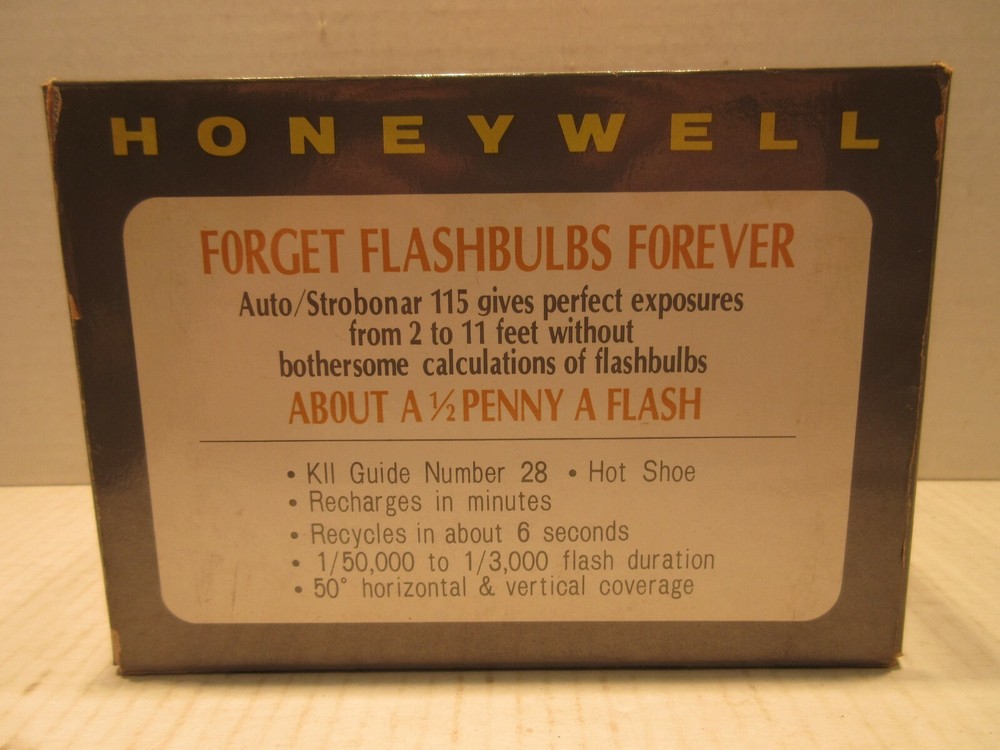 HONEYWELL
FORGET FLASHBULBS FOREVER
Auto/Strobonar 115 gives perfect exposures
from 2 to 11 feet without
bothersome calculations of flashbulbs
ABOUT A ½ PENNY A FLASH
• KII Guide Number 28 • Hot Shoe
• Recharges in minutes
• Recycles in about 6 seconds
• 1/50,000 to 1/3,000 flash duration
• 50° horizontal & vertical coverage